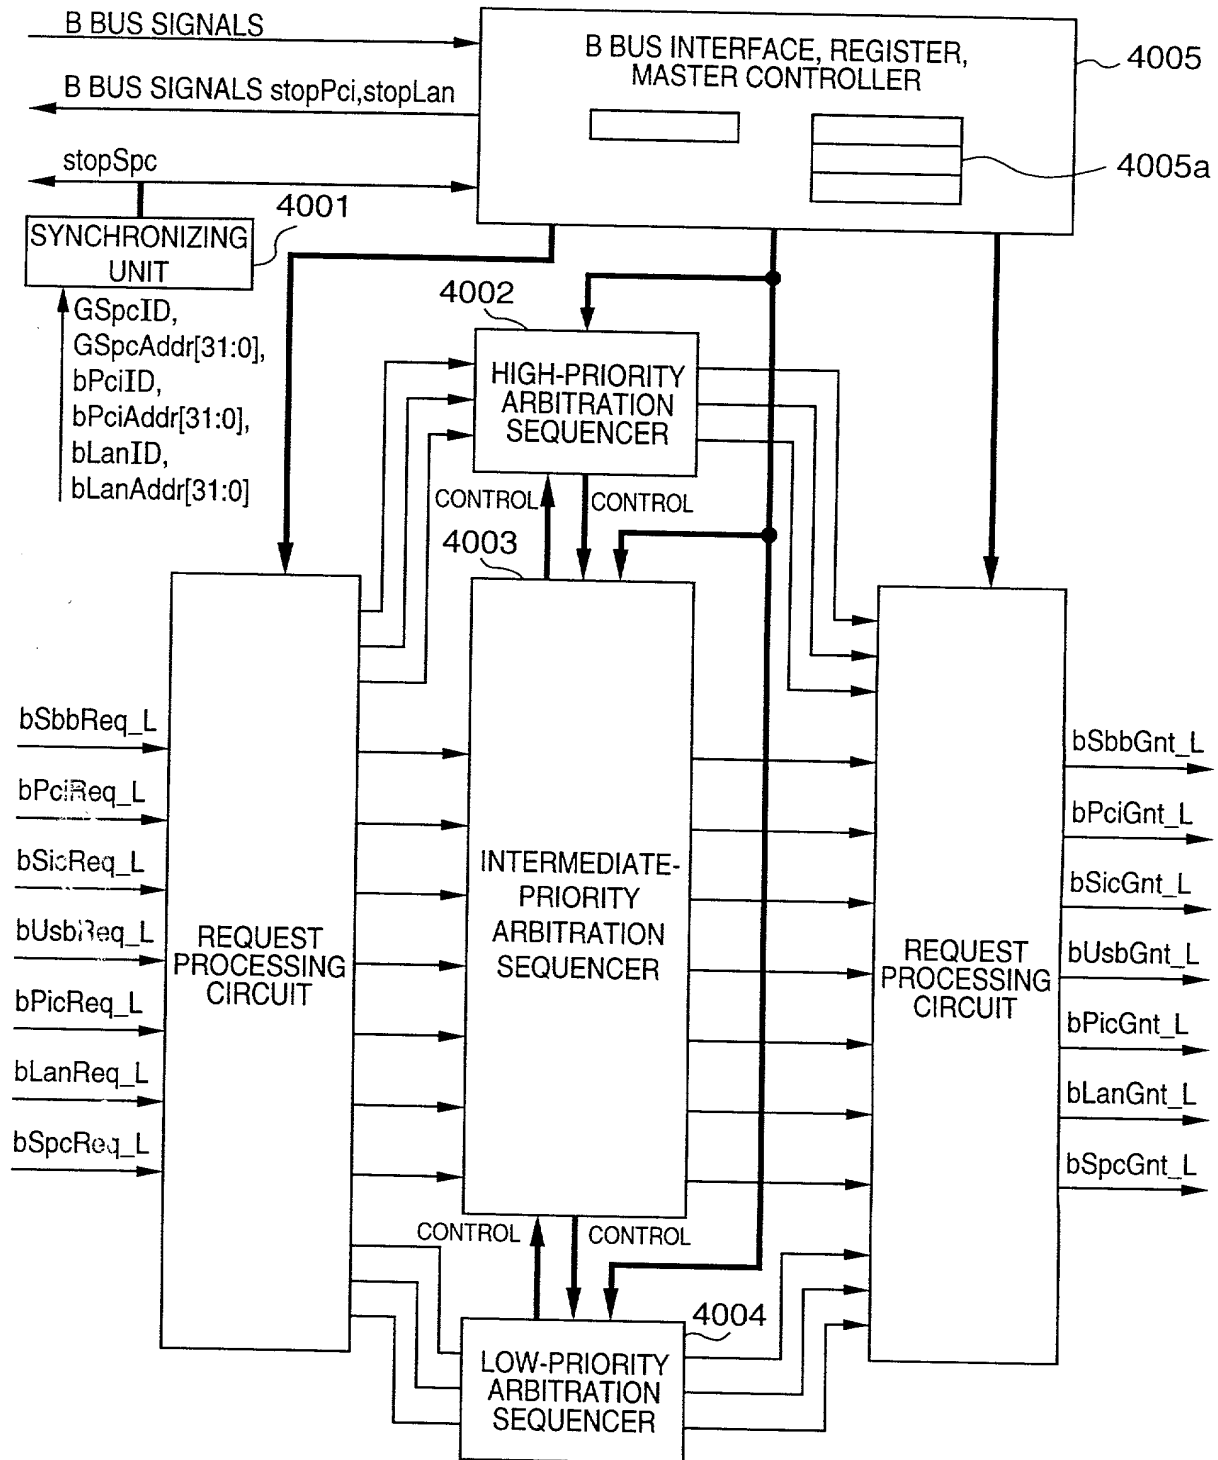 B BUS SIGNALS
B BUS SIGNALS stopPci,stopLan
stopSpc
B BUS INTERFACE, REGISTER,
MASTER CONTROLLER
4005
4005a
4001
SYNCHRONIZING
UNIT
GSpcID,
GSpcAddr[31:0],
bPciID,
bPciAddr[31:0],
bLanID,
bLanAddr[31:0]
4002
HIGH-PRIORITY
ARBITRATION
SEQUENCER
CONTROL
CONTROL
4003
INTERMEDIATE-
PRIORITY
ARBITRATION
SEQUENCER
bSbbReq_L
bPciReq_L
bSicReq_L
bUsbReq_L
bPicReq_L
bLanReq_L
bSpcReq_L
REQUEST
PROCESSING
CIRCUIT
REQUEST
PROCESSING
CIRCUIT
bSbbGnt_L
bPciGnt_L
bSicGnt_L
bUsbGnt_L
bPicGnt_L
bLanGnt_L
bSpcGnt_L
CONTROL
CONTROL
4004
LOW-PRIORITY
ARBITRATION
SEQUENCER